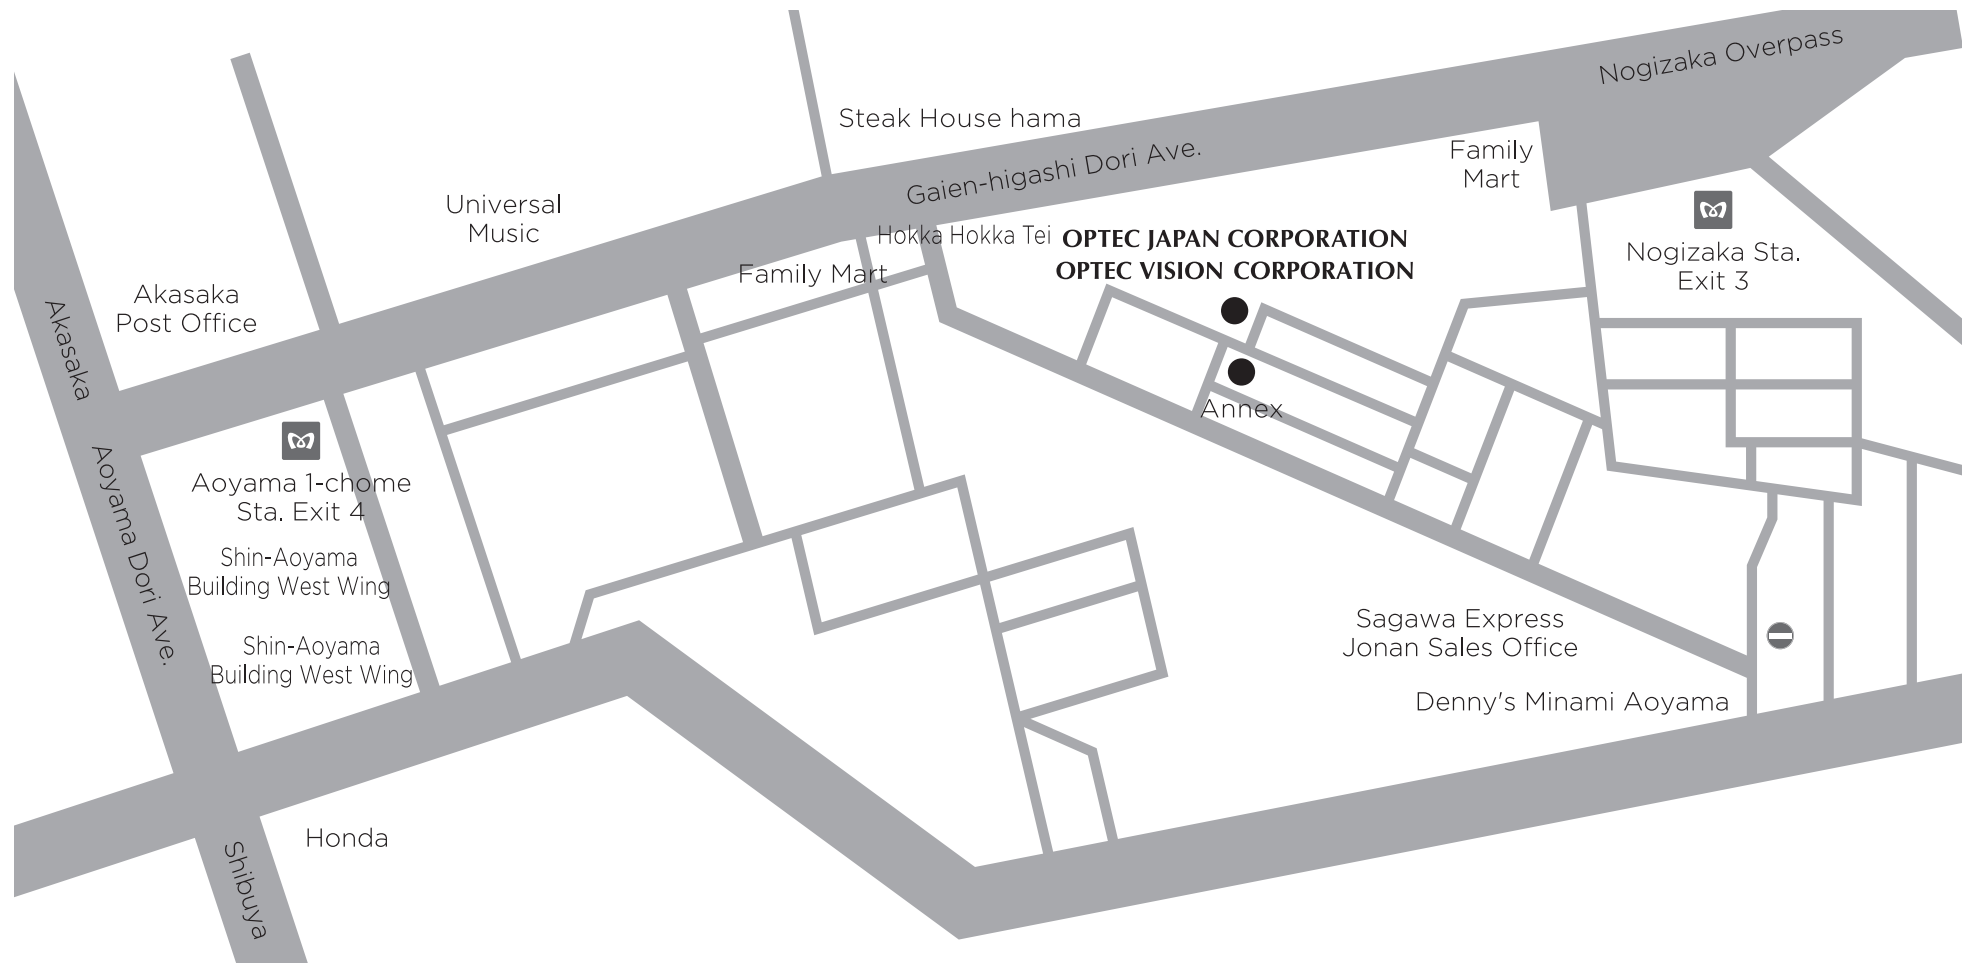 Nogizaka Overpass
Steak House hama
Gaien-higashi Dori Ave.
Family
Mart
Universal
Music
Hokka Hokka Tei
OPTEC JAPAN CORPORATION
OPTEC VISION CORPORATION
Nogizaka Sta.
Exit 3
Family Mart
Akasaka
Post Office
Akasaka
Annex
Aoyama 1-chome
Sta. Exit 4
Aoyama Dori Ave.
Shin-Aoyama
Building West Wing
Shin-Aoyama
Building West Wing
Sagawa Express
Jonan Sales Office
Denny's Minami Aoyama
Honda
Shibuya